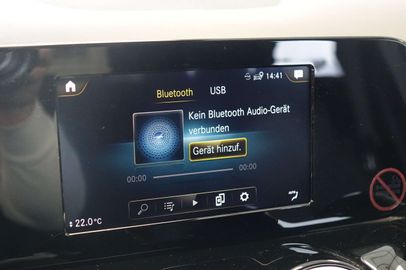 14:41
Bluetooth USB
Kein Bluetooth Audio-Gerät
verbunden
Gerät hinzuf.
00:00 00:00
22.0°C